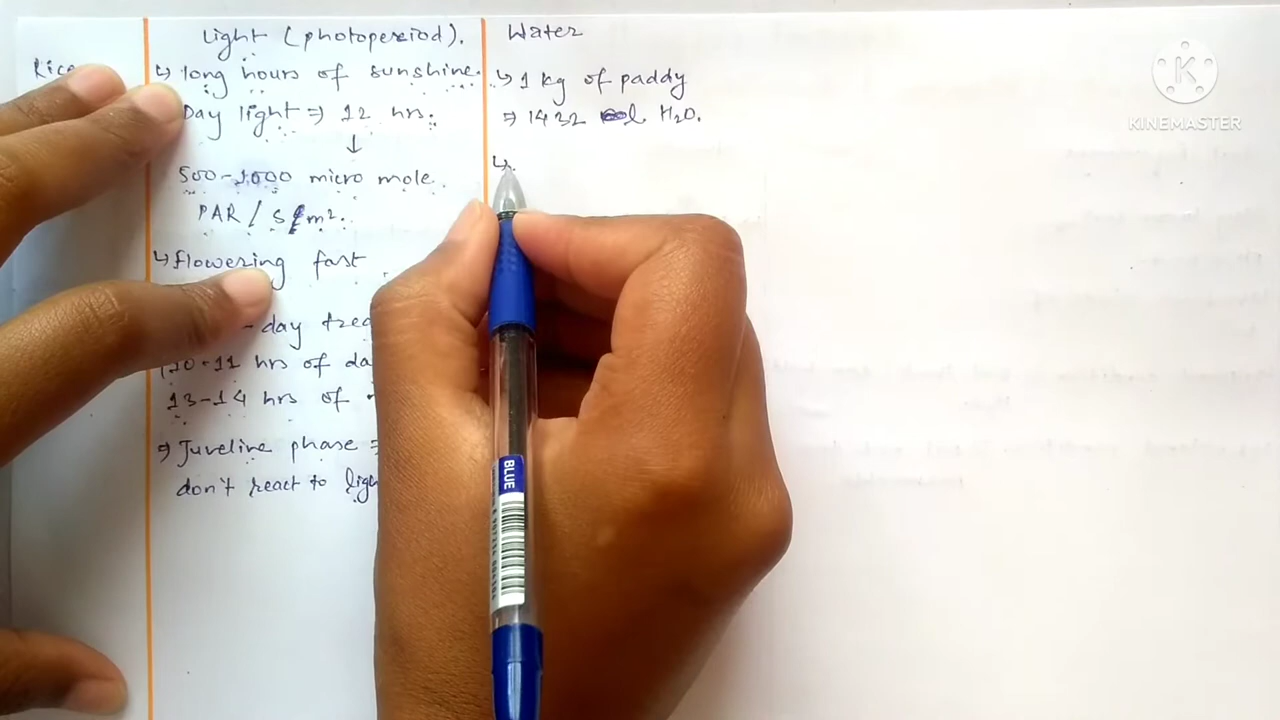 Light (photoperiod).
Water
Rice
↳ long hours of sunshine.
Day light ⇒ 12 hrs.
↓
500-1000 micro mole
PAR / s/m².
↳ flowering fast
-day
10-11 hrs of
13-14 hrs of
⇒ Juveline phase ⇒
don't react to
↳ 1 kg of paddy
⇒ 1432 l H₂O.
↳
KINEMASTER
BLUE